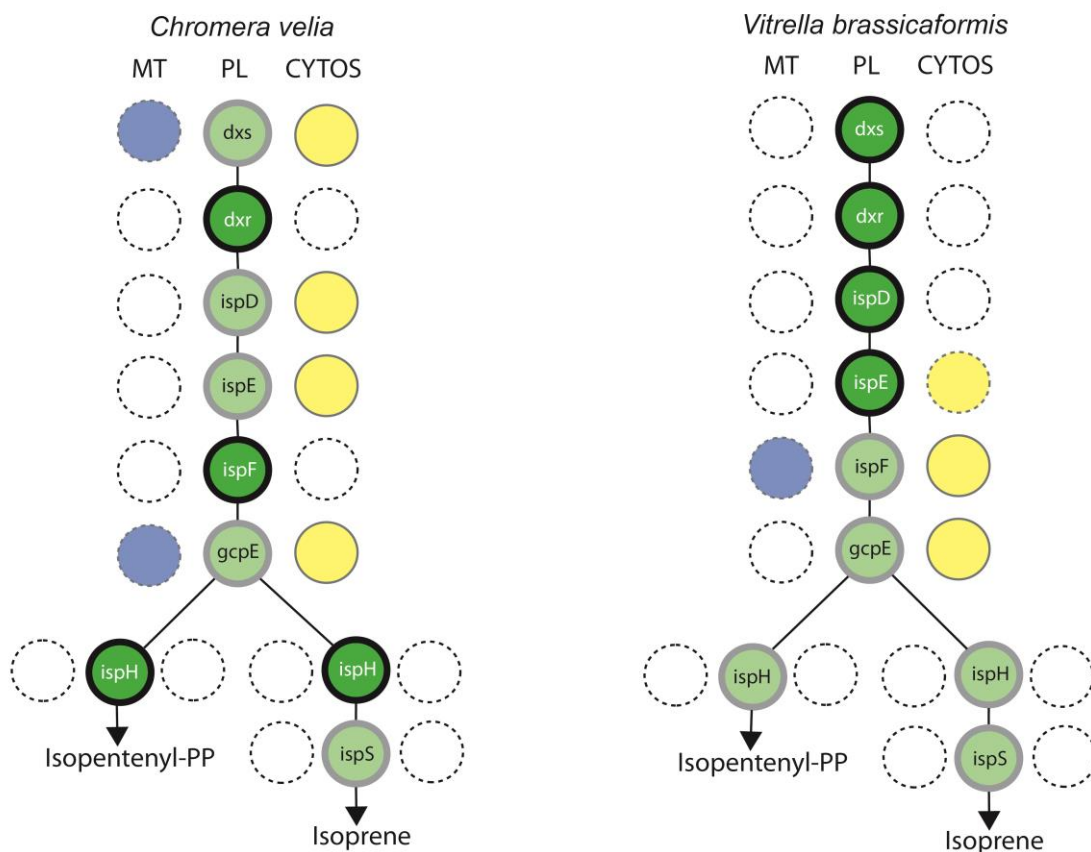 Chromera velia
MT PL CYTOS
dxs
dxr
ispD
ispE
ispF
gcpE
ispH ispH
Isopentenyl-PP
ispS
Isoprene
Vitrella brassicaformis
MT PL CYTOS
dxs
dxr
ispD
ispE
ispF
gcpE
ispH ispH
Isopentenyl-PP
ispS
Isoprene